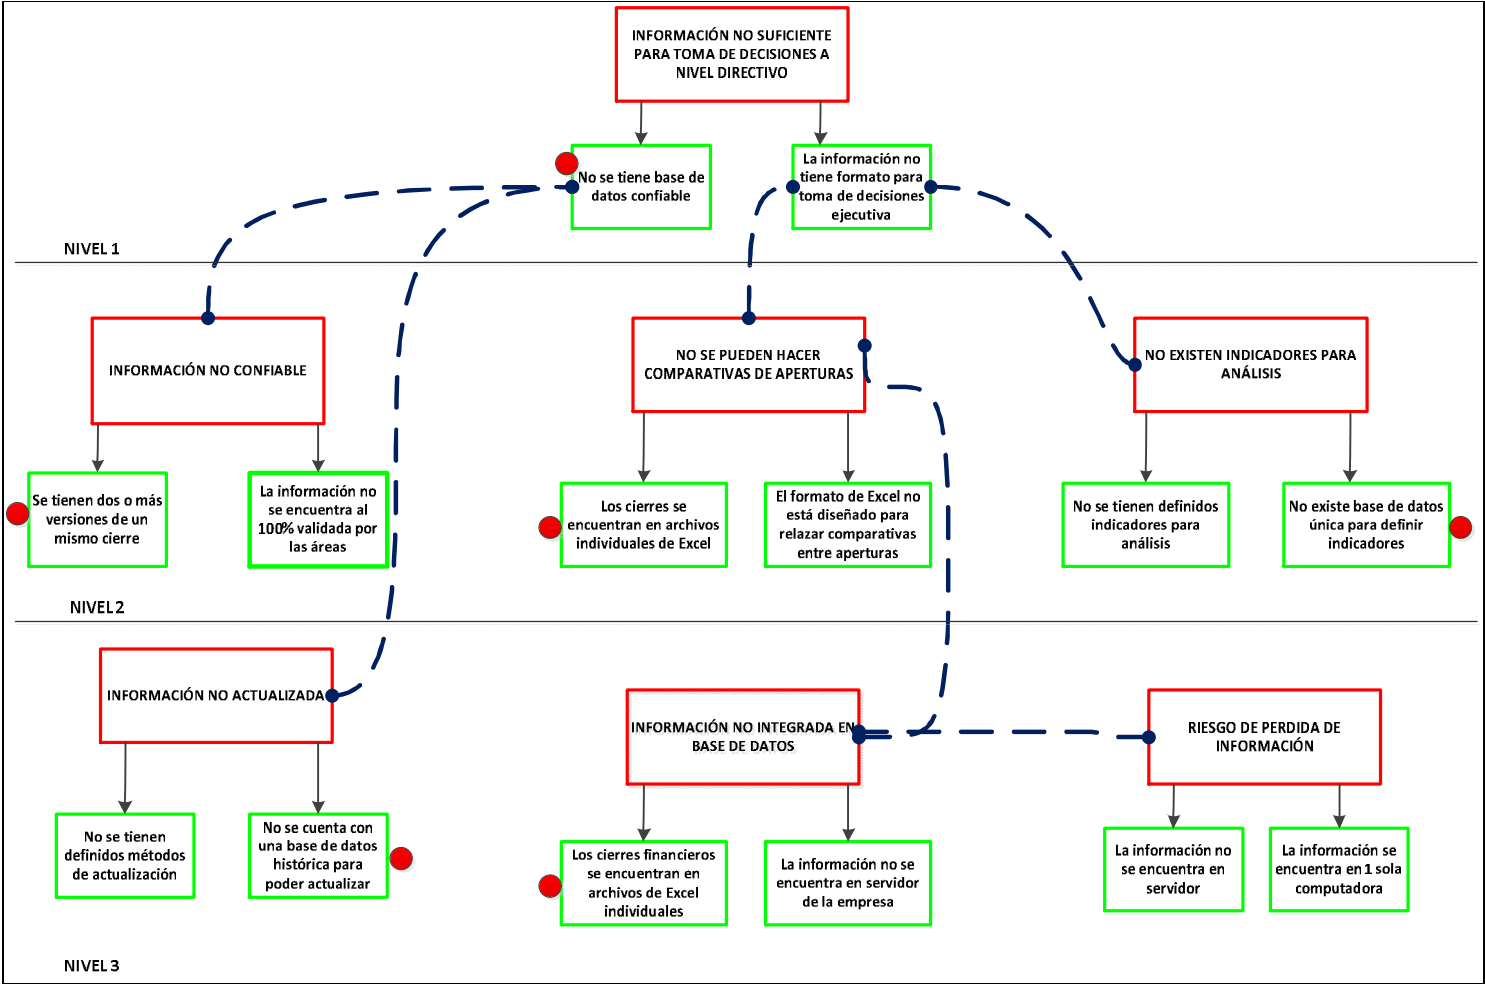 INFORMACIÓN NO SUFICIENTE
PARA TOMA DE DECISIONES A
NIVEL DIRECTIVO
No se tiene base de
datos confiable
La información no
tiene formato para
toma de decisiones
ejecutiva
NIVEL 1
INFORMACIÓN NO CONFIABLE
NO SE PUEDEN HACER
COMPARATIVAS DE APERTURAS
NO EXISTEN INDICADORES PARA
ANÁLISIS
Se tienen dos o más
versiones de un
mismo cierre
La información no
se encuentra al
100% validada por
las áreas
Los cierres se
encuentran en archivos
individuales de Excel
El formato de Excel no
está diseñado para
relazar comparativas
entre aperturas
No se tienen definidos
indicadores para
análisis
No existe base de datos
única para definir
indicadores
NIVEL 2
INFORMACIÓN NO ACTUALIZADA
INFORMACIÓN NO INTEGRADA EN
BASE DE DATOS
RIESGO DE PERDIDA DE
INFORMACIÓN
No se tienen
definidos métodos
de actualización
No se cuenta con
una base de datos
histórica para
poder actualizar
Los cierres financieros
se encuentran en
archivos de Excel
individuales
La información no se
encuentra en servidor
de la empresa
La información no
se encuentra en
servidor
La información se
encuentra en 1 sola
computadora
NIVEL 3